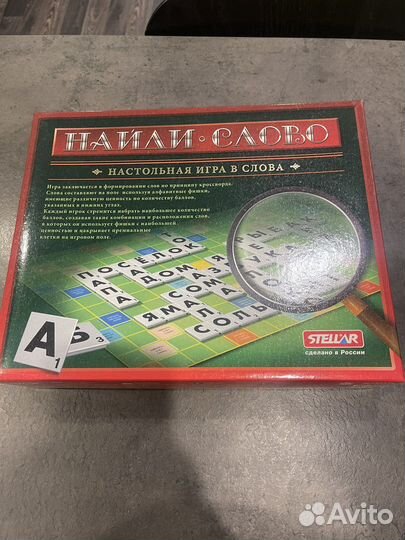 НАЙДИ · СЛОВО
НАСТОЛЬНАЯ ИГРА В СЛОВА
Игра заключается в формировании слов по принципу кроссворда.
Слова составляют на поле используя алфавитные фишки,
имеющие различную ценность по количеству баллов,
указанных в нижних углах.
Каждый игрок стремится набрать наибольшее количество
баллов, создавая такие комбинации и расположения слов,
в которых он использует фишки с наибольшей
ценностью и накрывает премиальные
клетки на игровом поле.
ДОМ
СОЛЬ
А 1
Ь 3
STELLAR
сделано в России
Avito